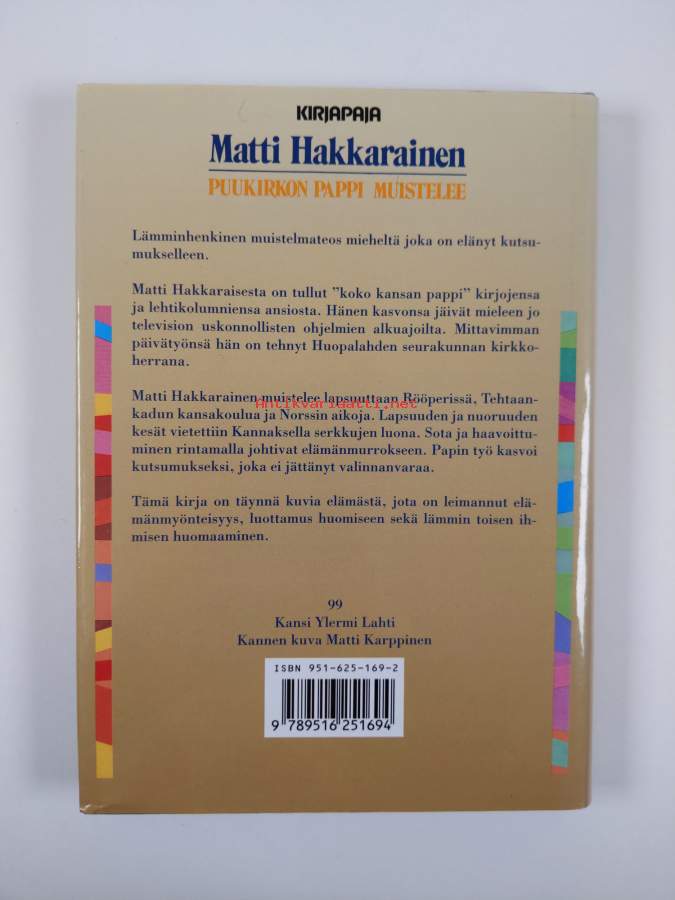 KIRJAPAJA
Matti Hakkarainen
PUUKIRKON PAPPI MUISTELEE
Lämminhenkinen muistelmateos mieheltä joka on elänyt kutsu-
mukselleen.
Matti Hakkaraisesta on tullut ”koko kansan pappi” kirjojensa
ja lehtikolumniensa ansiosta. Hänen kasvonsa jäivät mieleen jo
television uskonnollisten ohjelmien alkuajoilta. Mittavimman
päivätyönsä hän on tehnyt Huopalahden seurakunnan kirkko-
herrana.
Matti Hakkarainen muistelee lapsuuttaan Rööperissä, Tehtaan-
Antikvariaatti.net
kadun kansakoulua ja Norssin aikoja. Lapsuuden ja nuoruuden
kesät vietettiin Kannaksella serkkujen luona. Sota ja haavoittu-
minen rintamalla johtivat elämänmurrokseen. Papin työ kasvoi
kutsumukseksi, joka ei jättänyt valinnanvaraa.
Tämä kirja on täynnä kuvia elämästä, jota on leimannut elä-
mänmyönteisyys, luottamus huomiseen sekä lämmin toisen ih-
misen huomaaminen.
99
Kansi Ylermi Lahti
Kannen kuva Matti Karppinen
ISBN 951-625-169-2
9 789516 251694